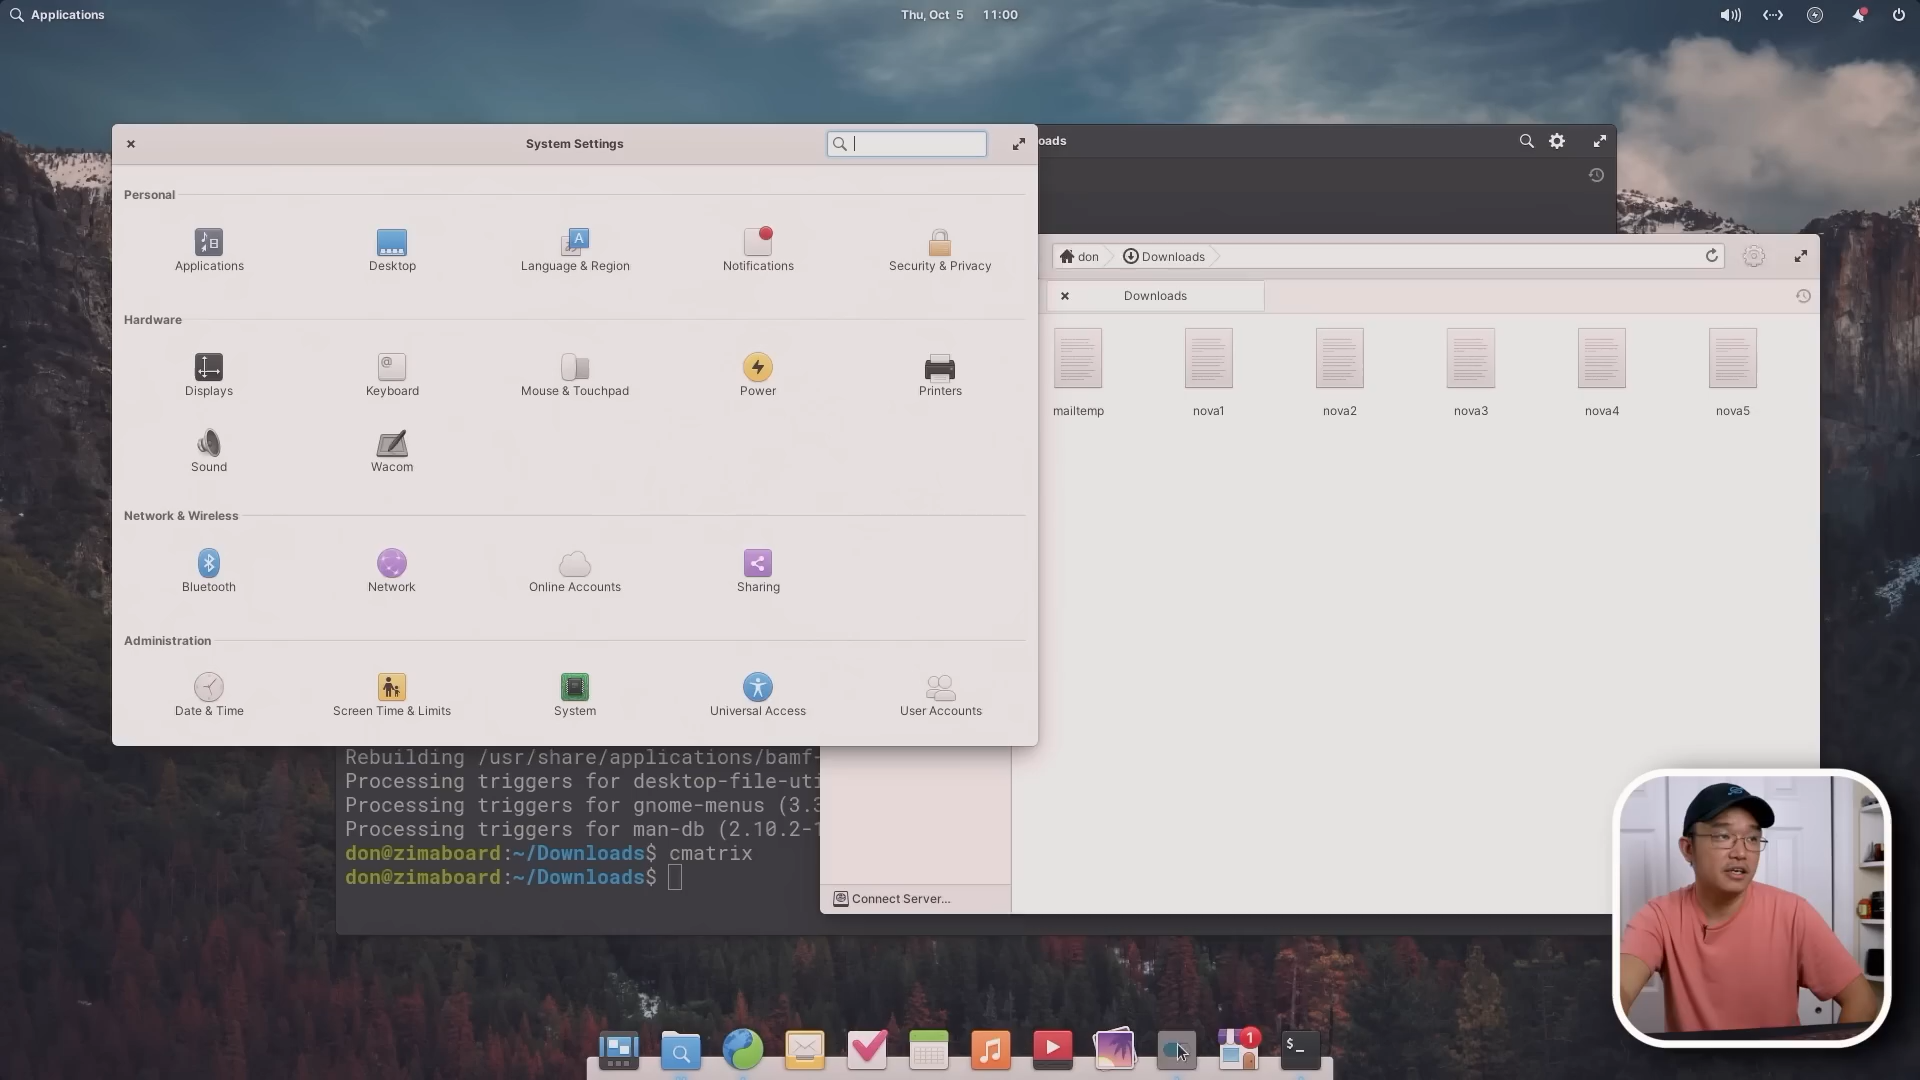 Applications
Thu, Oct 5 11:00
System Settings
oads
Personal
Applications
Desktop
Language & Region
Notifications
Security & Privacy
Hardware
Displays
Keyboard
Mouse & Touchpad
Power
Printers
Sound
Wacom
Network & Wireless
Bluetooth
Network
Online Accounts
Sharing
Administration
Date & Time
Screen Time & Limits
System
Universal Access
User Accounts
don
Downloads
Downloads
mailtemp
nova1
nova2
nova3
nova4
nova5
Rebuilding /usr/share/applications/bamf-
Processing triggers for desktop-file-uti
Processing triggers for gnome-menus (3.3
Processing triggers for man-db (2.10.2-1
don@zimaboard:~/Downloads$ cmatrix
don@zimaboard:~/Downloads$
Connect Server...
1
$_